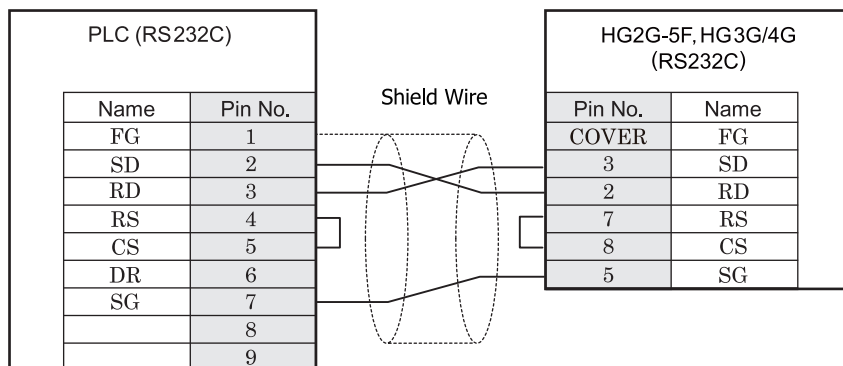 PLC (RS232C)
Name Pin No.
FG 1
SD 2
RD 3
RS 4
CS 5
DR 6
SG 7
8
9
Shield Wire
HG2G-5F, HG3G/4G
(RS232C)
Pin No. Name
COVER FG
3 SD
2 RD
7 RS
8 CS
5 SG